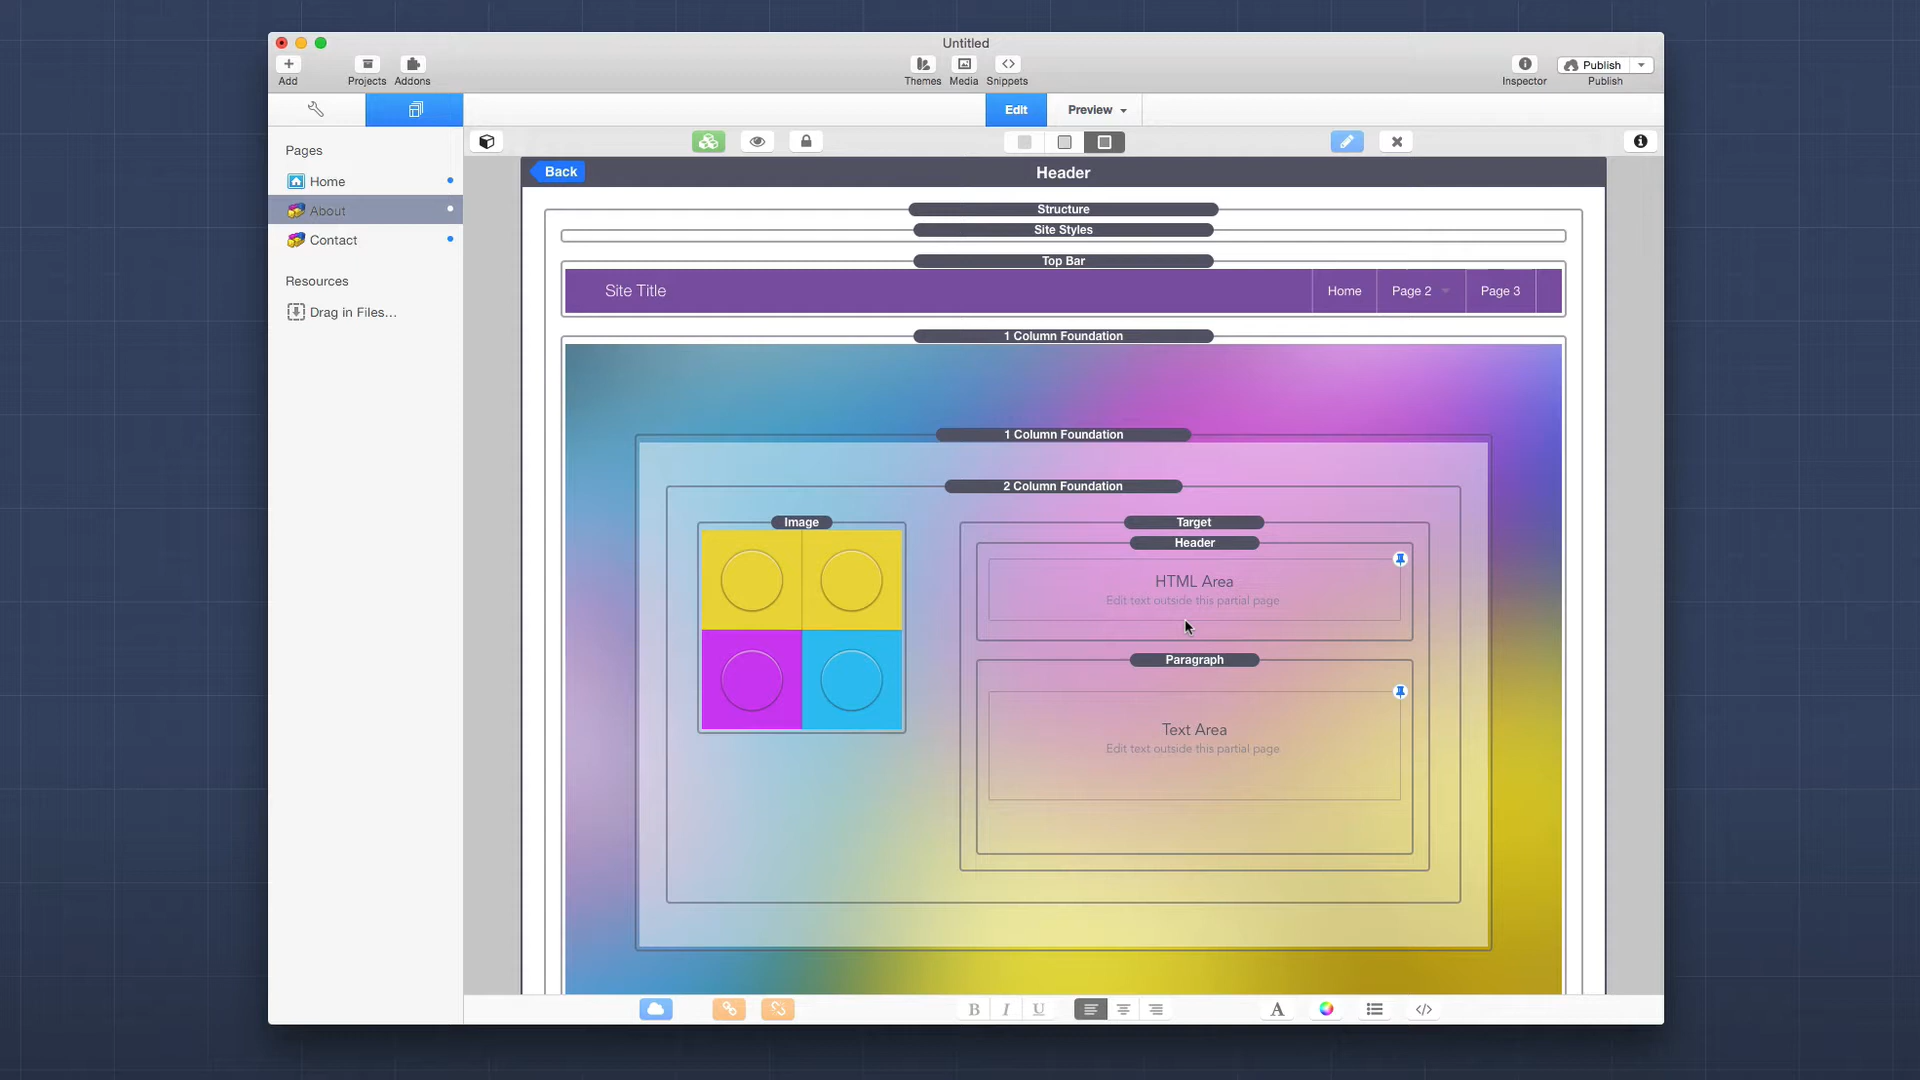 Untitled
Add
Projects
Addons
Themes
Media
Snippets
Inspector
Publish
Publish
Edit
Preview
Pages
Home
About
Contact
Resources
Drag in Files...
Back
Header
Structure
Site Styles
Top Bar
Site Title
Home
Page 2
Page 3
1 Column Foundation
1 Column Foundation
2 Column Foundation
Image
Target
Header
HTML Area
Edit text outside this partial page
Paragraph
Text Area
Edit text outside this partial page
B
I
U
A